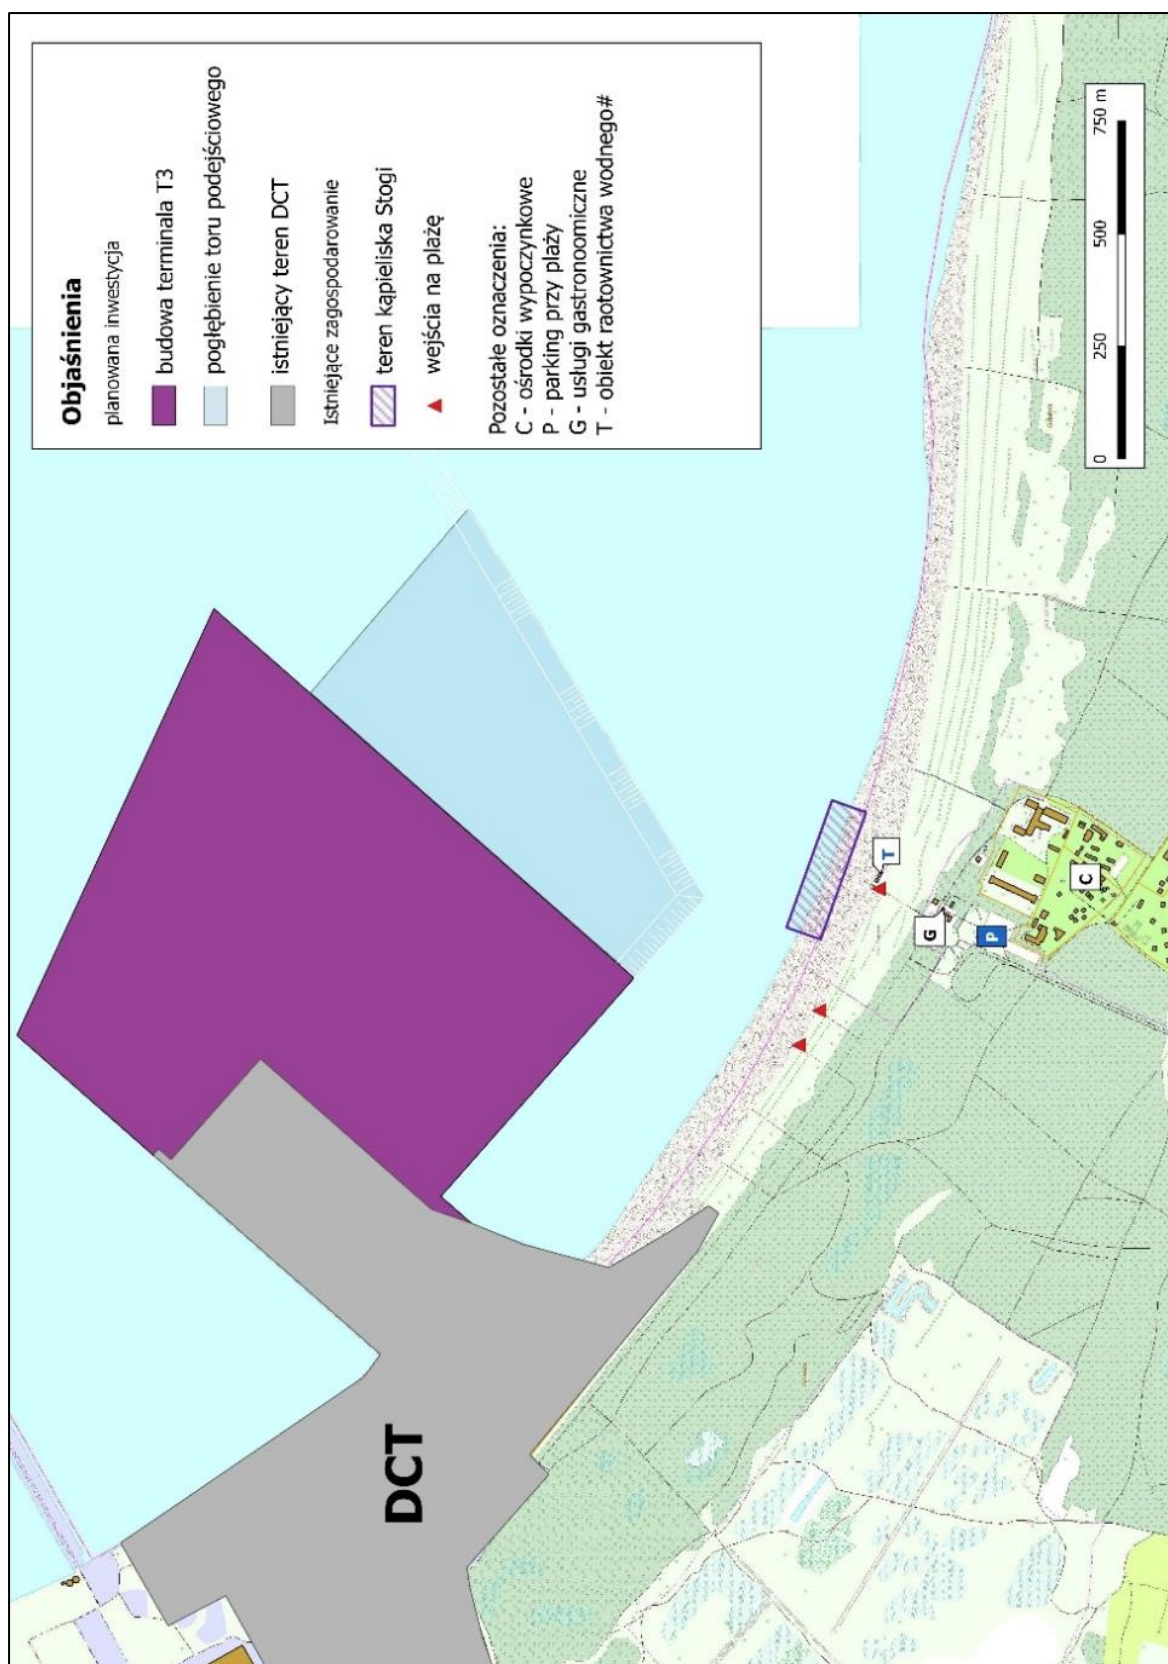 Objaśnienia
planowana inwestycja
budowa terminala T3
pogłębienie toru podejściowego
istniejący teren DCT
Istniejące zagospodarowanie
teren kąpieliska Stogi
wejścia na plażę
Pozostałe oznaczenia:
C - ośrodki wypoczynkowe
P - parking przy plaży
G - usługi gastronoomiczne
T - obiekt raotownictwa wodnego#
DCT
T
G
P
C
0 250 500 750 m